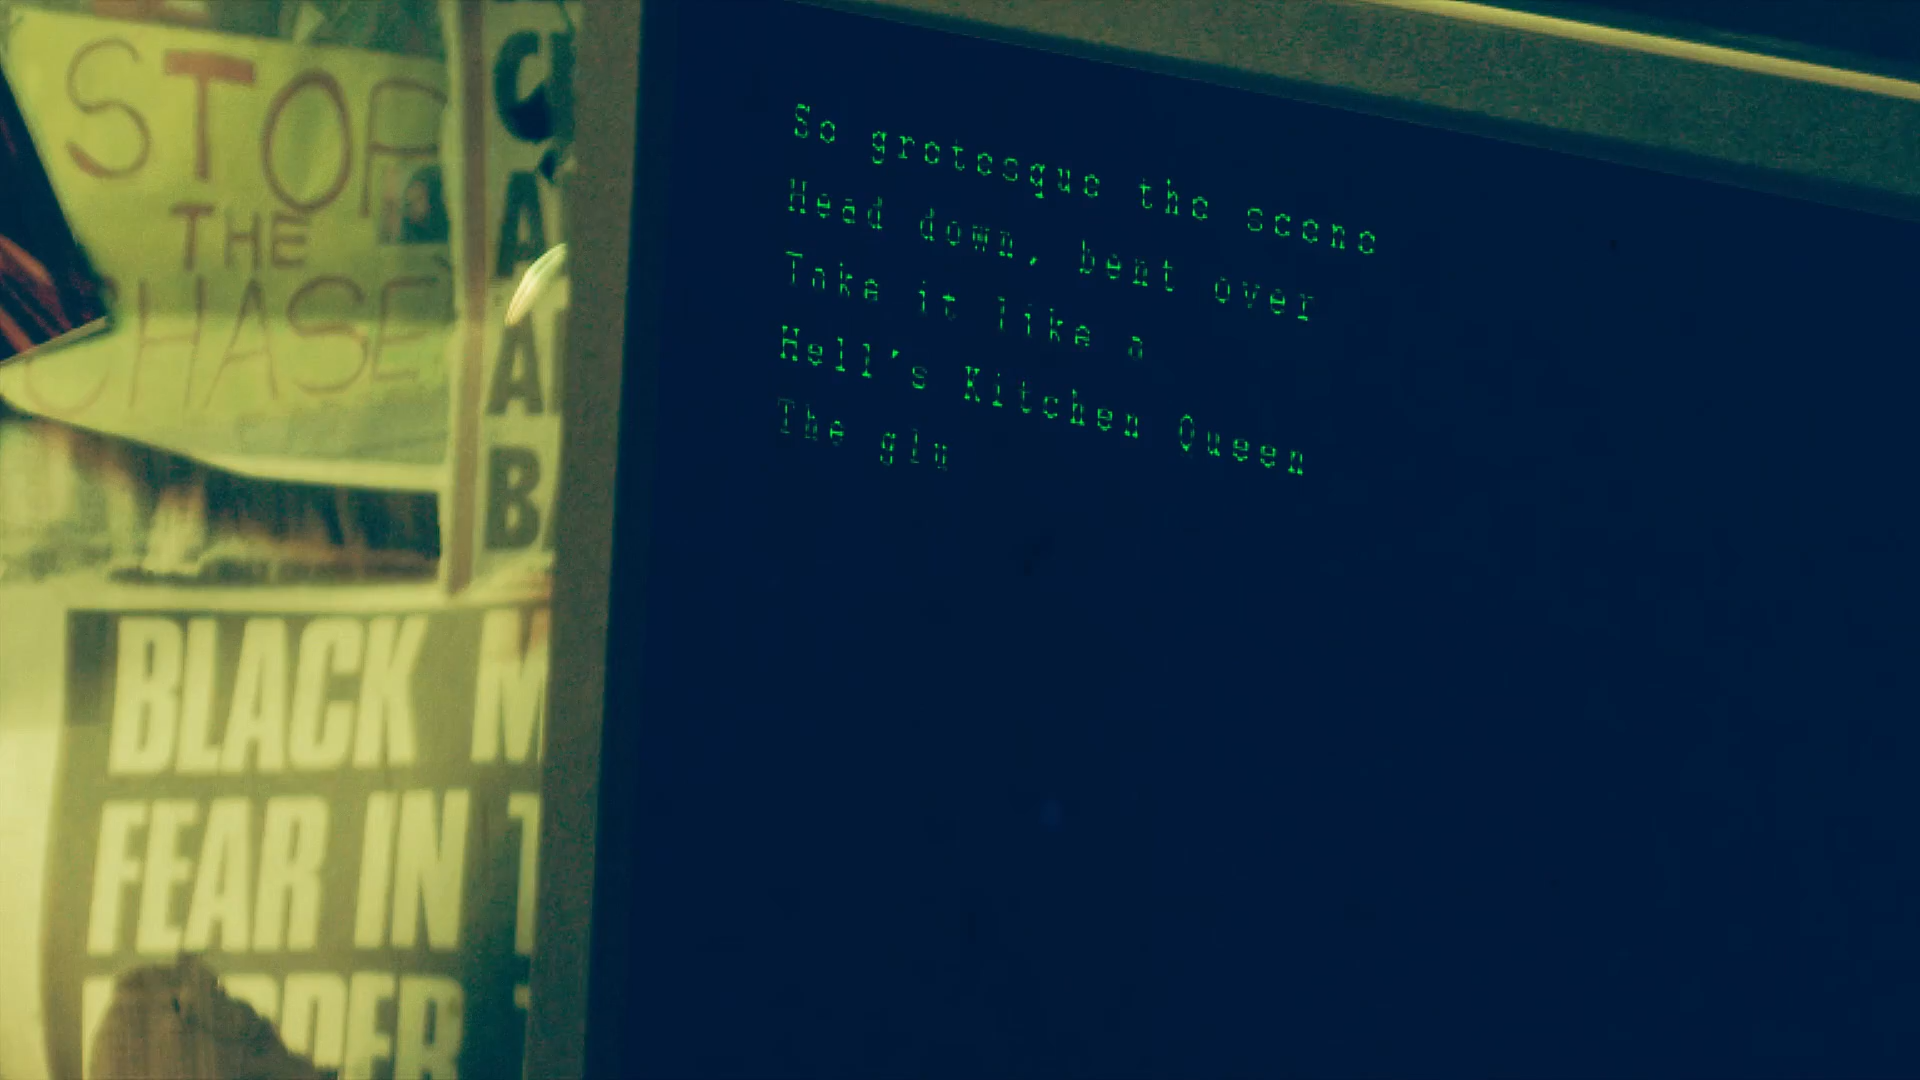 STOP
THE
CHASE
So grotesque the scene
Head down, bent over
Take it like a
Hell's Kitchen Queen
The glu
BLACK M
FEAR IN T